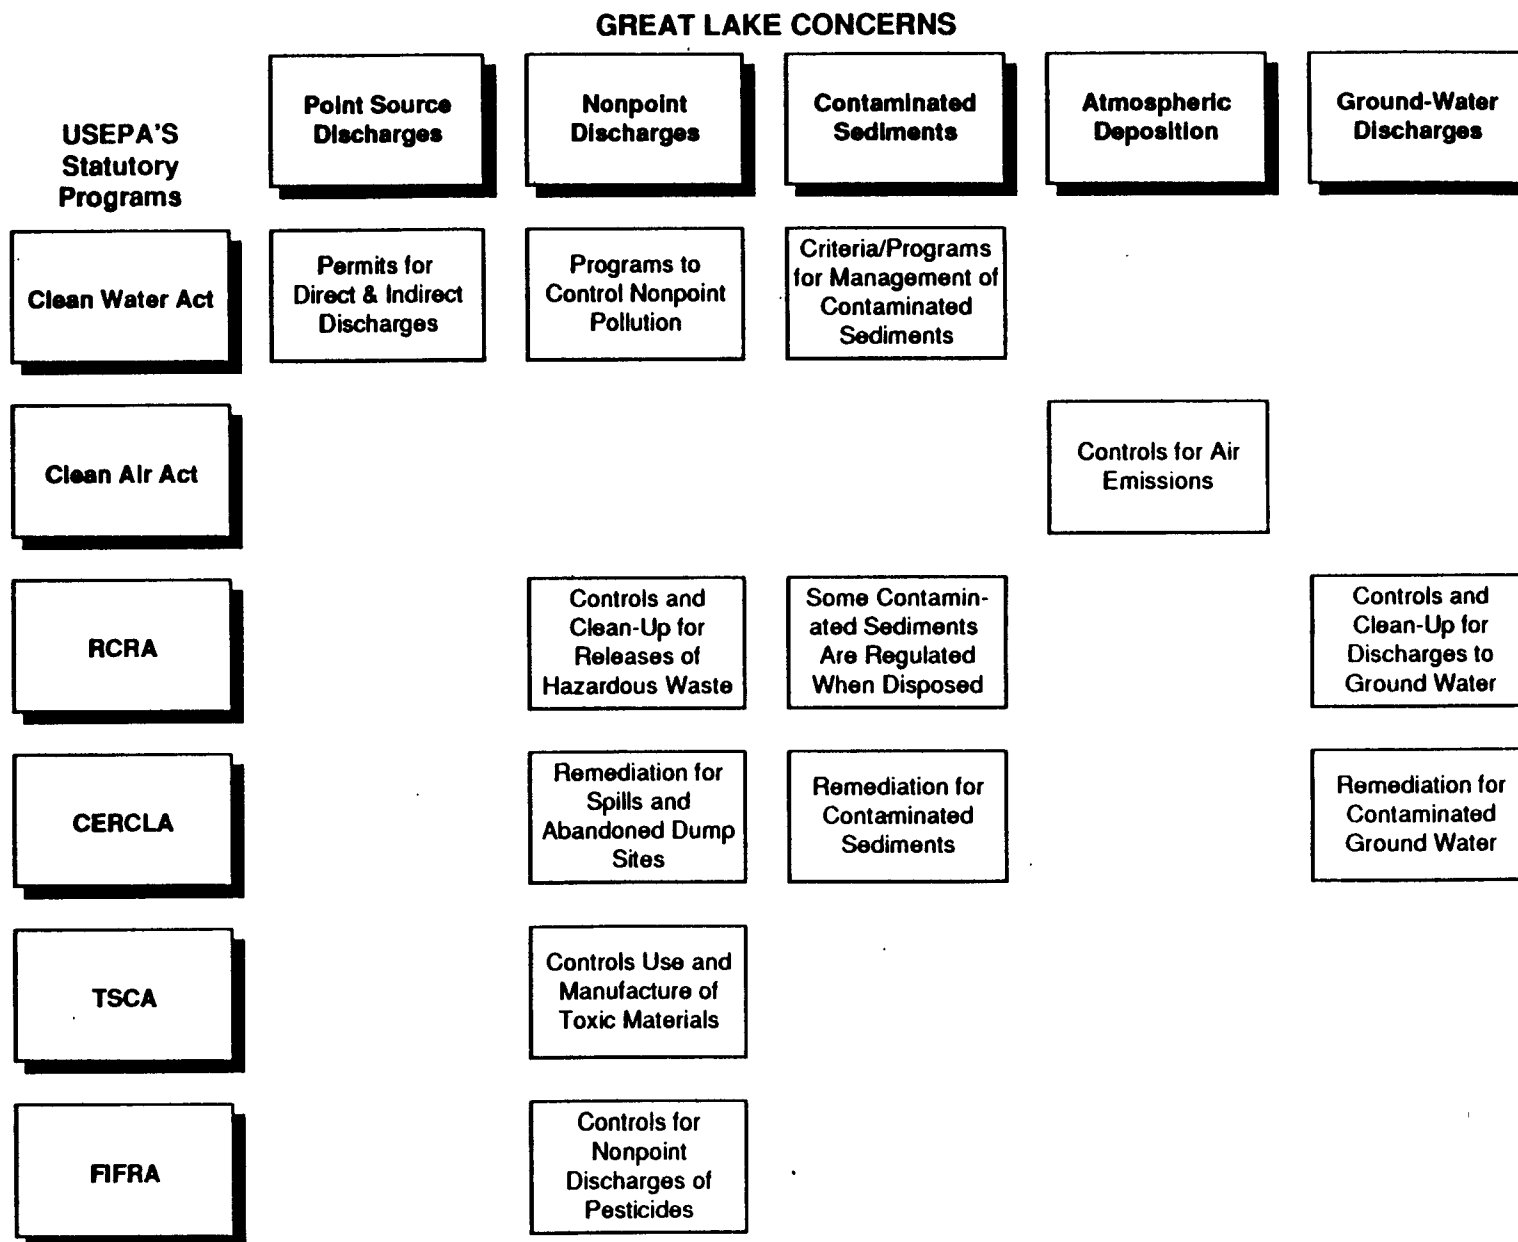 GREAT LAKE CONCERNS
USEPA'S
Statutory
Programs
Point Source
Discharges
Nonpoint
Discharges
Contaminated
Sediments
Atmospheric
Deposition
Ground-Water
Discharges
Clean Water Act
Permits for
Direct & Indirect
Discharges
Programs to
Control Nonpoint
Pollution
Criteria/Programs
for Management of
Contaminated
Sediments
Clean Air Act
Controls for Air
Emissions
RCRA
Controls and
Clean-Up for
Releases of
Hazardous Waste
Some Contamin-
ated Sediments
Are Regulated
When Disposed
Controls and
Clean-Up for
Discharges to
Ground Water
CERCLA
Remediation for
Spills and
Abandoned Dump
Sites
Remediation for
Contaminated
Sediments
Remediation for
Contaminated
Ground Water
TSCA
Controls Use and
Manufacture of
Toxic Materials
FIFRA
Controls for
Nonpoint
Discharges of
Pesticides